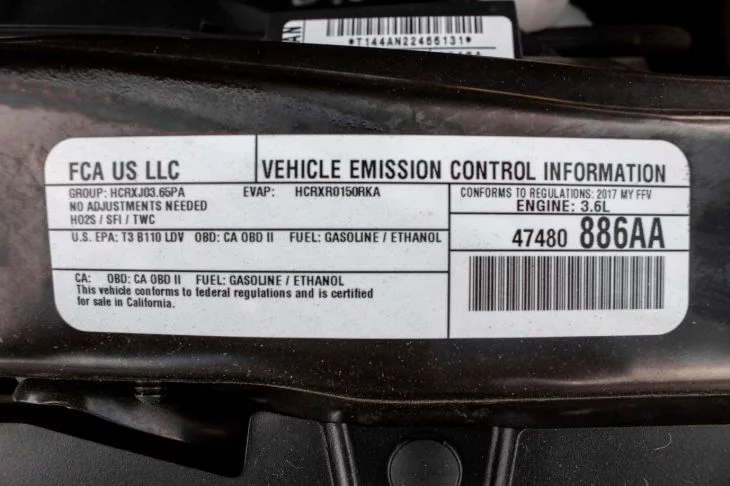 *T144AN22466131*
FCA US LLC
VEHICLE EMISSION CONTROL INFORMATION
GROUP: HCRXJ03.65PA EVAP: HCRXR0150RKA
NO ADJUSTMENTS NEEDED
HO2S / SFI / TWC
CONFORMS TO REGULATIONS: 2017 MY FFV
ENGINE: 3.6L
U.S. EPA: T3 B110 LDV OBD: CA OBD II FUEL: GASOLINE / ETHANOL
47480 886AA
CA: OBD: CA OBD II FUEL: GASOLINE / ETHANOL
This vehicle conforms to federal regulations and is certified
for sale in California.